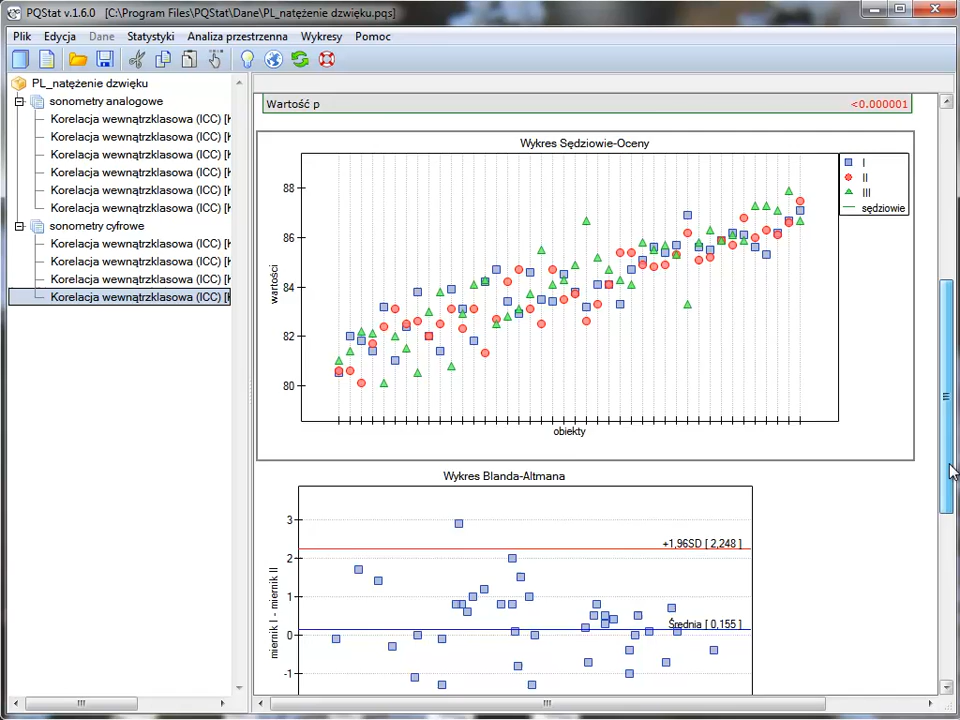 PQStat v.1.6.0 [C:\Program Files\PQStat\Dane\PL_natężenie dzwięku.pqs]
Plik Edycja Dane Statystyki Analiza przestrzenna Wykresy Pomoc
PL_natężenie dzwięku
sonometry analogowe
Korelacja wewnątrzklasowa (ICC) [
Korelacja wewnątrzklasowa (ICC) [
Korelacja wewnątrzklasowa (ICC) [
Korelacja wewnątrzklasowa (ICC) [
Korelacja wewnątrzklasowa (ICC) [
Korelacja wewnątrzklasowa (ICC) [
sonometry cyfrowe
Korelacja wewnątrzklasowa (ICC) [
Korelacja wewnątrzklasowa (ICC) [
Korelacja wewnątrzklasowa (ICC) [
Korelacja wewnątrzklasowa (ICC) [
Wartość p <0.000001
Wykres Sędziowie-Oceny
88
86
84
82
80
wartości
obiekty
I
II
III
sędziowie
Wykres Blanda-Altmana
3
2
1
0
-1
miernik I - miernik II
+1,96SD [ 2,248 ]
Średnia [ 0,155 ]